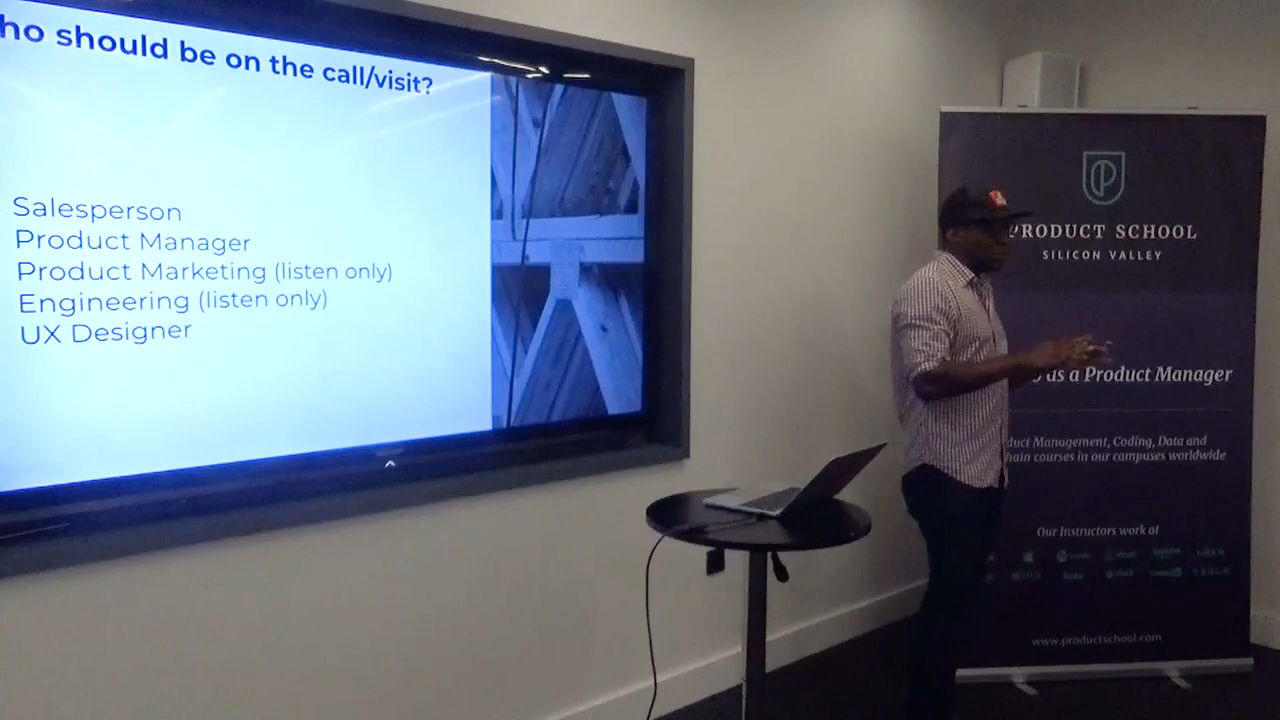 ho should be on the call/visit?
Salesperson
Product Manager
Product Marketing (listen only)
Engineering (listen only)
UX Designer
PRODUCT SCHOOL
SILICON VALLEY
as a Product Manager
duct Management, Coding, Data and
hain courses in our campuses worldwide
Our Instructors work at
www.productschool.com